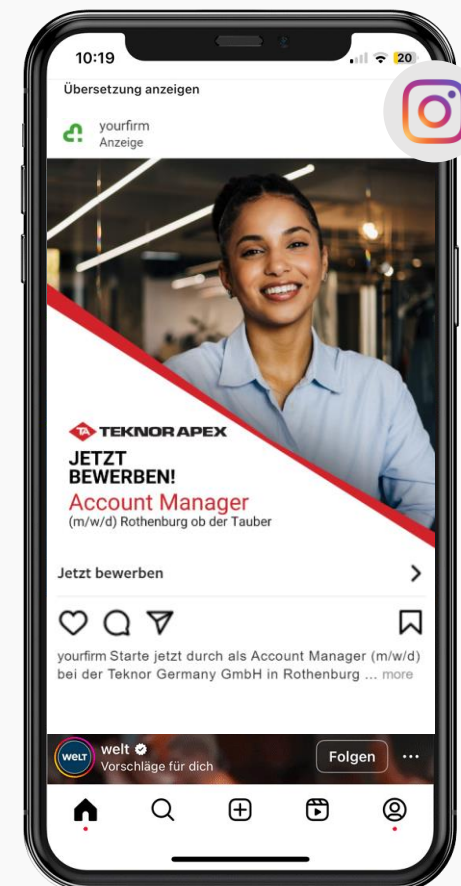 10:19
20
Übersetzung anzeigen
yourfirm
Anzeige
TA TEKNOR APEX
JETZT
BEWERBEN!
Account Manager
(m/w/d) Rothenburg ob der Tauber
Jetzt bewerben
yourfirm Starte jetzt durch als Account Manager (m/w/d)
bei der Teknor Germany GmbH in Rothenburg ... more
WELT
welt
Vorschläge für dich
Folgen